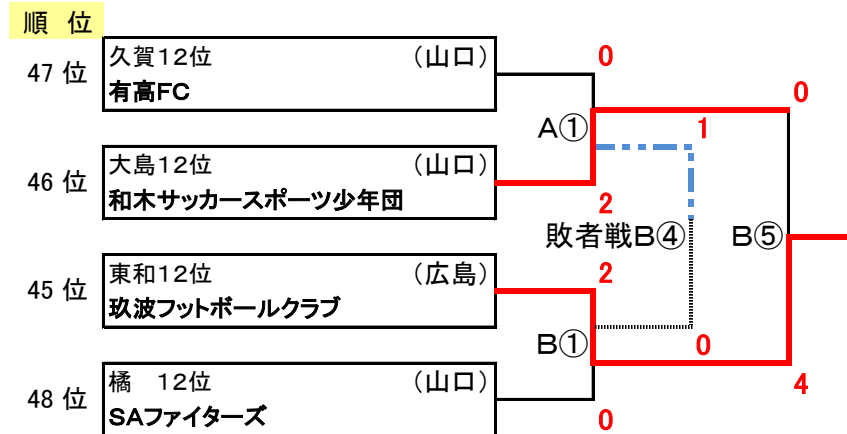 順 位
47 位
久賀12位 (山口)
有高FC
46 位
大島12位 (山口)
和木サッカースポーツ少年団
45 位
東和12位 (広島)
玖波フットボールクラブ
48 位
橘 12位 (山口)
SAファイターズ
0
A①
2
2
B①
0
1
敗者戦B④
0
0
B⑤
4